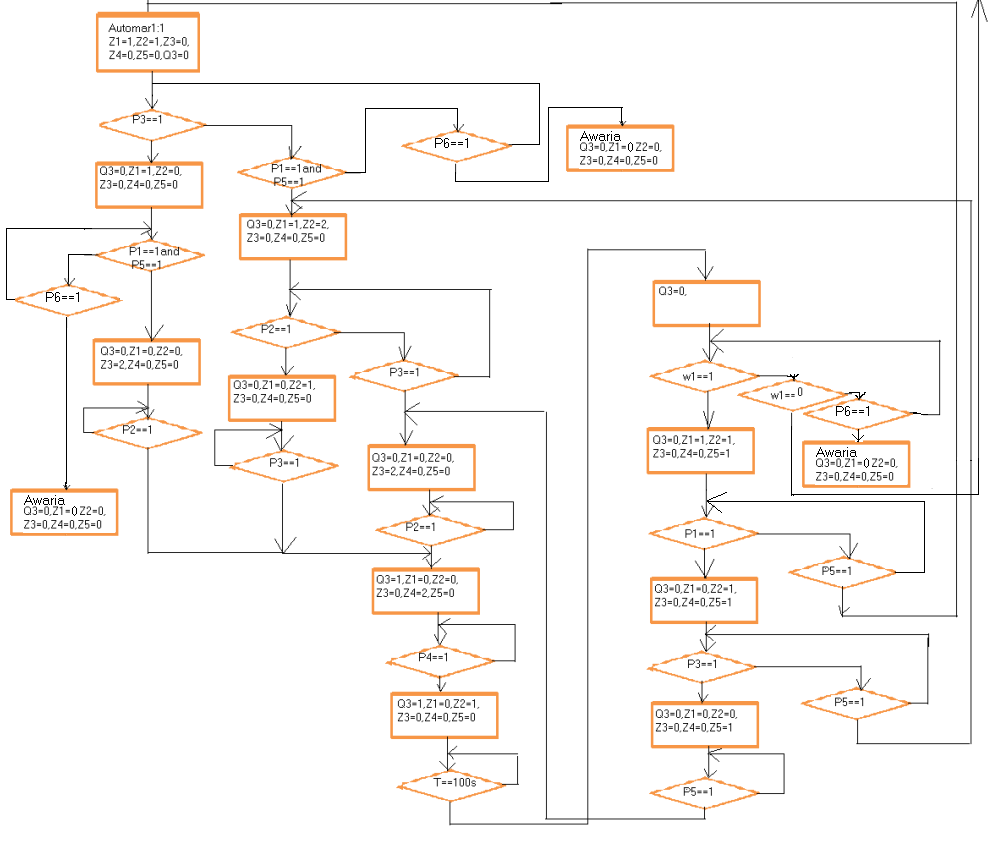 Automar1:1
Z1=1,Z2=1,Z3=0,
Z4=0,Z5=0,Q3=0
P3==1
Q3=0,Z1=1,Z2=0,
Z3=0,Z4=0,Z5=0
P1==1and
P5==1
P6==1
Q3=0,Z1=0,Z2=0,
Z3=2,Z4=0,Z5=0
P2==1
Awaria
Q3=0,Z1=0 Z2=0,
Z3=0,Z4=0,Z5=0
P1==1and
P5==1
P6==1
Awaria
Q3=0,Z1=0 Z2=0,
Z3=0,Z4=0,Z5=0
Q3=0,Z1=1,Z2=2,
Z3=0,Z4=0,Z5=0
P2==1
P3==1
Q3=0,Z1=0,Z2=1,
Z3=0,Z4=0,Z5=0
P3==1
Q3=0,Z1=0,Z2=0,
Z3=2,Z4=0,Z5=0
P2==1
Q3=1,Z1=0,Z2=0,
Z3=0,Z4=2,Z5=0
P4==1
Q3=1,Z1=0,Z2=1,
Z3=0,Z4=0,Z5=0
T==100s
Q3=0,
w1==1
w1==0
P6==1
Awaria
Q3=0,Z1=0 Z2=0,
Z3=0,Z4=0,Z5=0
Q3=0,Z1=1,Z2=1,
Z3=0,Z4=0,Z5=1
P1==1
P5==1
Q3=0,Z1=0,Z2=1,
Z3=0,Z4=0,Z5=1
P3==1
P5==1
Q3=0,Z1=0,Z2=0,
Z3=0,Z4=0,Z5=1
P5==1